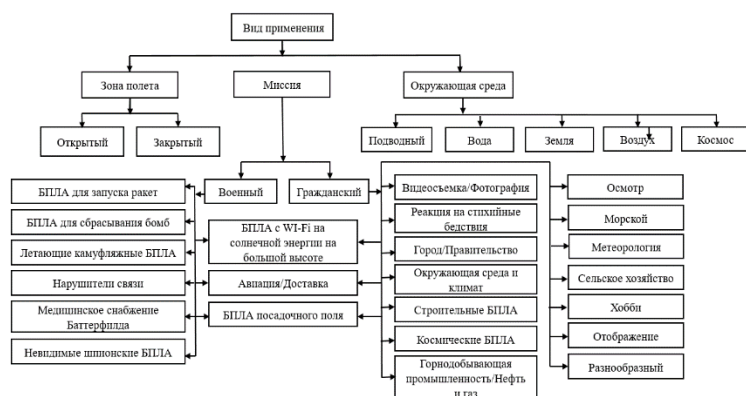 Вид применения
Зона полета
Миссия
Окружающая среда
Открытый
Закрытый
Подводный
Вода
Земля
Воздух
Космос
Военный
Гражданский
БПЛА для запуска ракет
БПЛА для сбрасывания бомб
Летающие камуфляжные БПЛА
Нарушители связи
Медицинское снабжение
Баттерфилда
Невидимые шпионские БПЛА
БПЛА с WI-Fi на
солнечной энергии на
большой высоте
Авиация/Доставка
БПЛА посадочного поля
Видеосъемка/Фотография
Реакция на стихийные
бедствия
Город/Правительство
Окружающая среда и
климат
Строительные БПЛА
Космические БПЛА
Горнодобывающая
промышленность/Нефть
и газ
Осмотр
Морской
Метеорология
Сельское хозяйство
Хобби
Отображение
Разнообразный